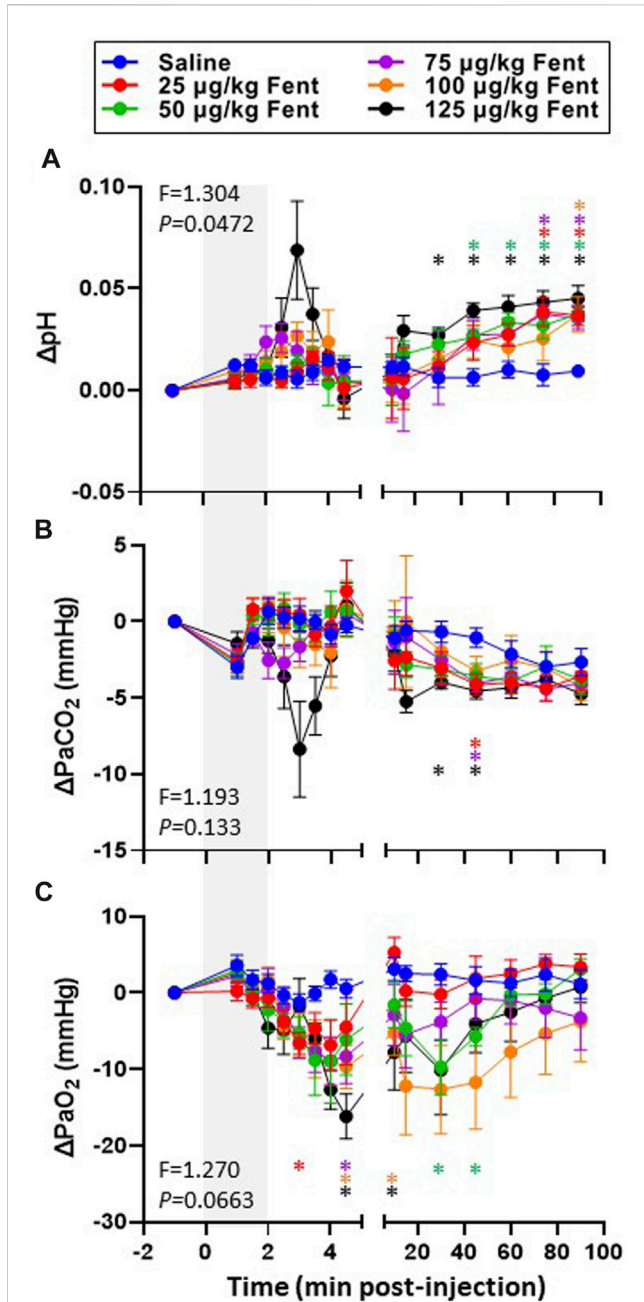 Saline
75 µg/kg Fent
25 µg/kg Fent
100 µg/kg Fent
50 µg/kg Fent
125 µg/kg Fent
A
F=1.304
P=0.0472
ΔpH
0.10
0.05
0.00
-0.05
*
* * *
* * * *
* * * * *
B
ΔPaCO₂ (mmHg)
5
0
-5
-10
-15
F=1.193
P=0.133
*
*
* *
C
ΔPaO₂ (mmHg)
10
0
-10
-20
-30
F=1.270
P=0.0663
* * * *
* *
* *
-2 0 2 4 20 40 60 80 100
Time (min post-injection)